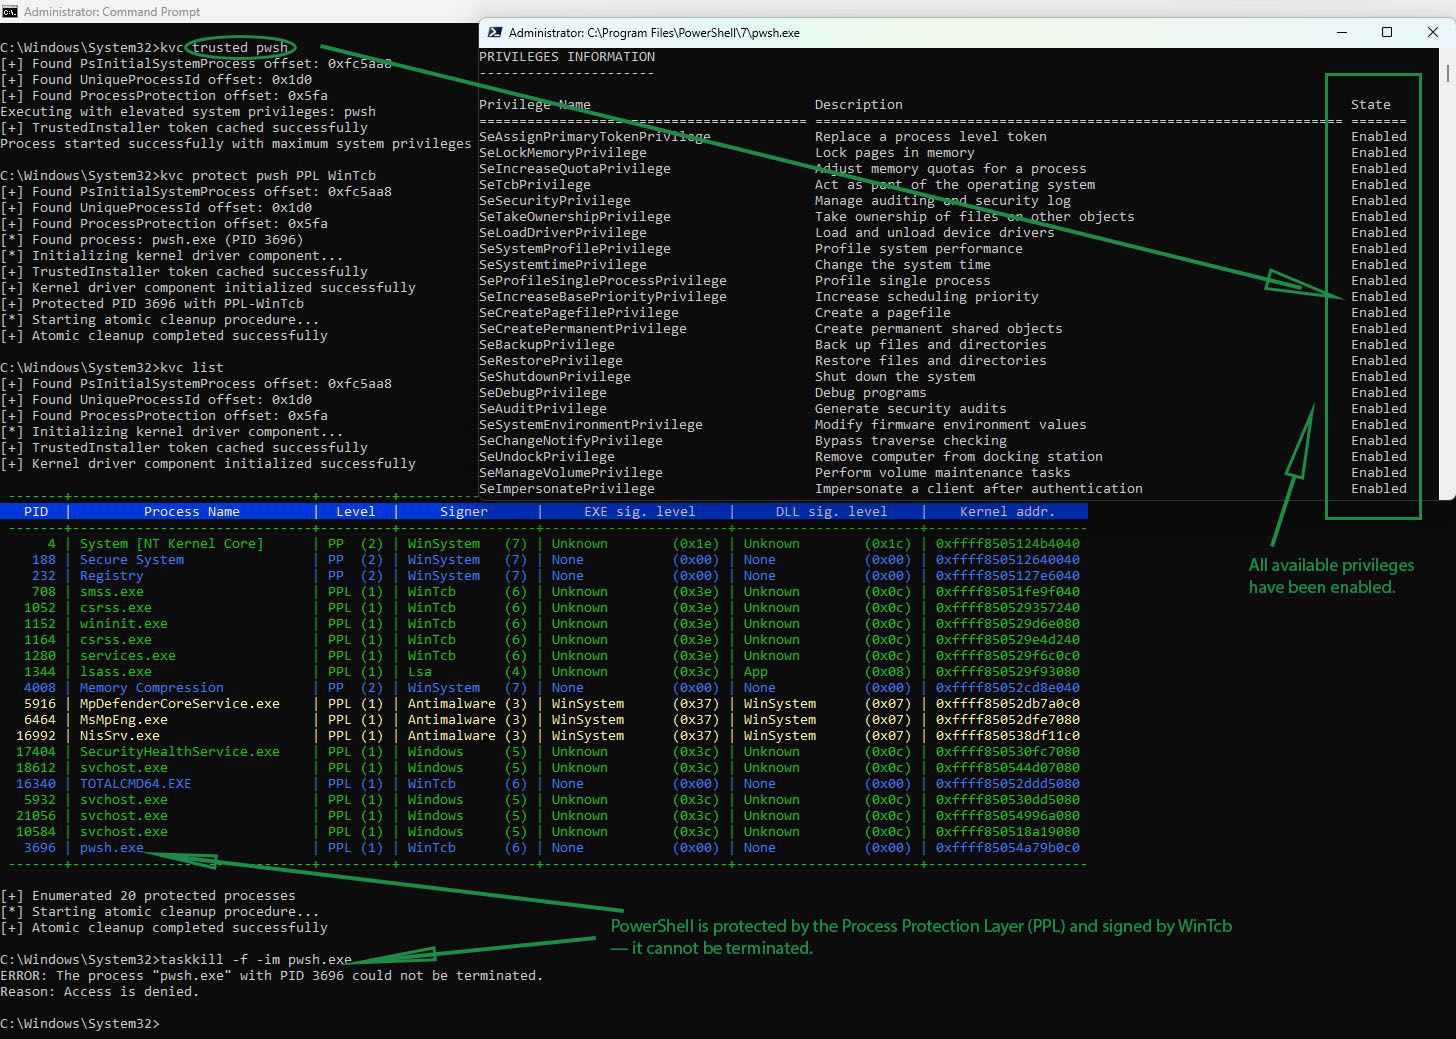 Administrator: Command Prompt
C:\Windows\System32>kvc trusted pwsh
[+] Found PsInitialSystemProcess offset: 0xfc5aa8
[+] Found UniqueProcessId offset: 0x1d0
[+] Found ProcessProtection offset: 0x5fa
Executing with elevated system privileges: pwsh
[+] TrustedInstaller token cached successfully
Process started successfully with maximum system privileges
C:\Windows\System32>kvc protect pwsh PPL WinTcb
[+] Found PsInitialSystemProcess offset: 0xfc5aa8
[+] Found UniqueProcessId offset: 0x1d0
[+] Found ProcessProtection offset: 0x5fa
[*] Found process: pwsh.exe (PID 3696)
[*] Initializing kernel driver component...
[+] TrustedInstaller token cached successfully
[+] Kernel driver component initialized successfully
[+] Protected PID 3696 with PPL-WinTcb
[*] Starting atomic cleanup procedure...
[+] Atomic cleanup completed successfully
C:\Windows\System32>kvc list
[+] Found PsInitialSystemProcess offset: 0xfc5aa8
[+] Found UniqueProcessId offset: 0x1d0
[+] Found ProcessProtection offset: 0x5fa
[*] Initializing kernel driver component...
[+] TrustedInstaller token cached successfully
[+] Kernel driver component initialized successfully
Administrator: C:\Program Files\PowerShell\7\pwsh.exe
PRIVILEGES INFORMATION
----------------------
Privilege Name Description State
========================================= ================================================================== =======
SeAssignPrimaryTokenPrivilege Replace a process level token Enabled
SeLockMemoryPrivilege Lock pages in memory Enabled
SeIncreaseQuotaPrivilege Adjust memory quotas for a process Enabled
SeTcbPrivilege Act as part of the operating system Enabled
SeSecurityPrivilege Manage auditing and security log Enabled
SeTakeOwnershipPrivilege Take ownership of files or other objects Enabled
SeLoadDriverPrivilege Load and unload device drivers Enabled
SeSystemProfilePrivilege Profile system performance Enabled
SeSystemtimePrivilege Change the system time Enabled
SeProfileSingleProcessPrivilege Profile single process Enabled
SeIncreaseBasePriorityPrivilege Increase scheduling priority Enabled
SeCreatePagefilePrivilege Create a pagefile Enabled
SeCreatePermanentPrivilege Create permanent shared objects Enabled
SeBackupPrivilege Back up files and directories Enabled
SeRestorePrivilege Restore files and directories Enabled
SeShutdownPrivilege Shut down the system Enabled
SeDebugPrivilege Debug programs Enabled
SeAuditPrivilege Generate security audits Enabled
SeSystemEnvironmentPrivilege Modify firmware environment values Enabled
SeChangeNotifyPrivilege Bypass traverse checking Enabled
SeUndockPrivilege Remove computer from docking station Enabled
SeManageVolumePrivilege Perform volume maintenance tasks Enabled
SeImpersonatePrivilege Impersonate a client after authentication Enabled
All available privileges
have been enabled.
PID | Process Name | Level | Signer | EXE sig. level | DLL sig. level | Kernel addr.
4 | System [NT Kernel Core] | PP (2) | WinSystem (7) | Unknown (0x1e) | Unknown (0x1c) | 0xffff8505124b4040
188 | Secure System | PP (2) | WinSystem (7) | None (0x00) | None (0x00) | 0xffff850512640040
232 | Registry | PP (2) | WinSystem (7) | None (0x00) | None (0x00) | 0xffff8505127e6040
708 | smss.exe | PPL (1) | WinTcb (6) | Unknown (0x3e) | Unknown (0x0c) | 0xffff85051fe9f040
1052 | csrss.exe | PPL (1) | WinTcb (6) | Unknown (0x3e) | Unknown (0x0c) | 0xffff850529357240
1152 | wininit.exe | PPL (1) | WinTcb (6) | Unknown (0x3e) | Unknown (0x0c) | 0xffff850529d6e080
1164 | csrss.exe | PPL (1) | WinTcb (6) | Unknown (0x3e) | Unknown (0x0c) | 0xffff850529e4d240
1280 | services.exe | PPL (1) | WinTcb (6) | Unknown (0x3e) | Unknown (0x0c) | 0xffff850529f6c0c0
1344 | lsass.exe | PPL (1) | Lsa (4) | Unknown (0x3c) | App (0x08) | 0xffff850529f93080
4008 | Memory Compression | PP (2) | WinSystem (7) | None (0x00) | None (0x00) | 0xffff85052cd8e040
5916 | MpDefenderCoreService.exe | PPL (1) | Antimalware (3) | WinSystem (0x37) | WinSystem (0x07) | 0xffff85052db7a0c0
6464 | MsMpEng.exe | PPL (1) | Antimalware (3) | WinSystem (0x37) | WinSystem (0x07) | 0xffff85052dfe7080
16992 | NisSrv.exe | PPL (1) | Antimalware (3) | WinSystem (0x37) | WinSystem (0x07) | 0xffff850538df11c0
17404 | SecurityHealthService.exe | PPL (1) | Windows (5) | Unknown (0x3c) | Unknown (0x0c) | 0xffff850530fc7080
18612 | svchost.exe | PPL (1) | Windows (5) | Unknown (0x3c) | Unknown (0x0c) | 0xffff850544d07080
16340 | TOTALCMD64.EXE | PPL (1) | WinTcb (6) | None (0x00) | None (0x00) | 0xffff85052ddd5080
5932 | svchost.exe | PPL (1) | Windows (5) | Unknown (0x3c) | Unknown (0x0c) | 0xffff850530dd5080
21056 | svchost.exe | PPL (1) | Windows (5) | Unknown (0x3c) | Unknown (0x0c) | 0xffff85054996a080
10584 | svchost.exe | PPL (1) | Windows (5) | Unknown (0x3c) | Unknown (0x0c) | 0xffff850518a19080
3696 | pwsh.exe | PPL (1) | WinTcb (6) | None (0x00) | None (0x00) | 0xffff85054a79b0c0
[+] Enumerated 20 protected processes
[*] Starting atomic cleanup procedure...
[+] Atomic cleanup completed successfully
PowerShell is protected by the Process Protection Layer (PPL) and signed by WinTcb
— it cannot be terminated.
C:\Windows\System32>taskkill -f -im pwsh.exe
ERROR: The process "pwsh.exe" with PID 3696 could not be terminated.
Reason: Access is denied.
C:\Windows\System32>